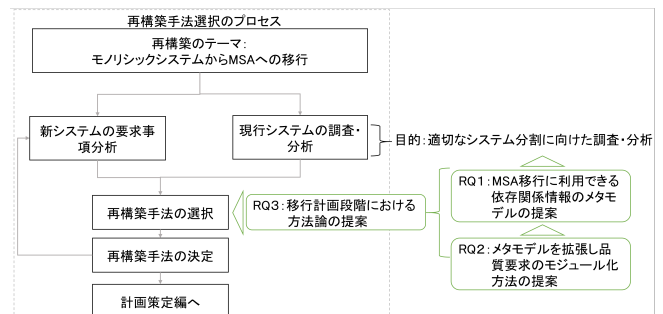 再構築手法選択のプロセス
再構築のテーマ:
モノリシックシステムからMSAへの移行
新システムの要求事
項分析
現行システムの調査・
分析
目的:適切なシステム分割に向けた調査・分析
再構築手法の選択
RQ3:移行計画段階における
方法論の提案
RQ1:MSA移行に利用できる
依存関係情報のメタモ
デルの提案
RQ2:メタモデルを拡張し品
質要求のモジュール化
方法の提案
再構築手法の決定
計画策定編へ